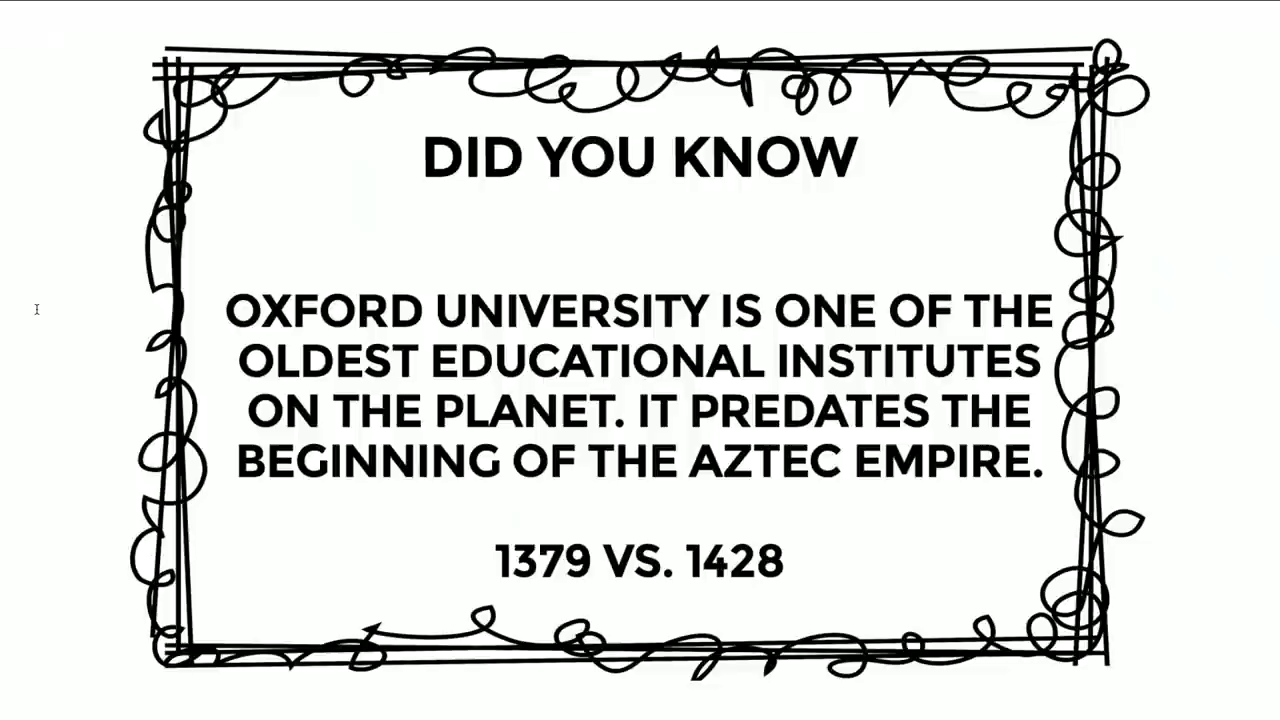 DID YOU KNOW
OXFORD UNIVERSITY IS ONE OF THE
OLDEST EDUCATIONAL INSTITUTES
ON THE PLANET. IT PREDATES THE
BEGINNING OF THE AZTEC EMPIRE.
1379 VS. 1428